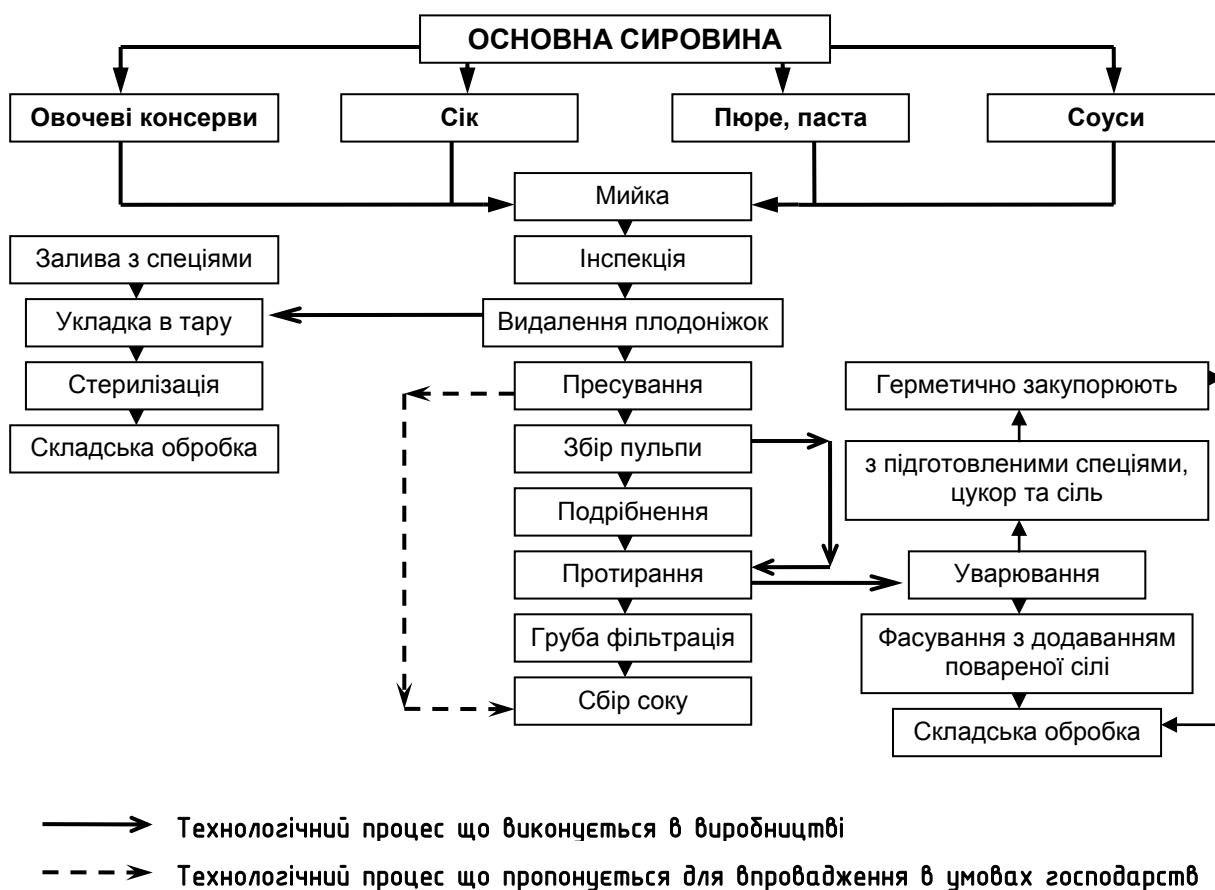 ОСНОВНА СИРОВИНА
Овочеві консерви
Сік
Пюре, паста
Соуси
Мийка
Залива з спеціями
Інспекція
Укладка в тару
Видалення плодоніжок
Стерилізація
Пресування
Герметично закупорюють
Складська обробка
Збір пульпи
з підготовленими спеціями,
цукор та сіль
Подрібнення
Протирання
Уварювання
Груба фільтрація
Фасування з додаванням
повареної сілі
Сбір соку
Складська обробка
Технологічний процес що виконується в виробництві
Технологічний процес що пропонується для впровадження в умовах господарств